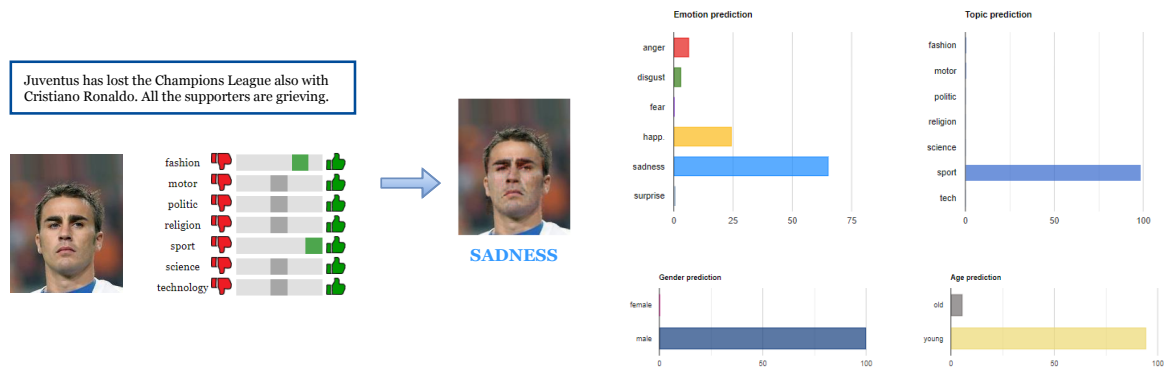 Juventus has lost the Champions League also with
Cristiano Ronaldo. All the supporters are grieving.
fashion
motor
politic
religion
sport
science
technology
SADNESS
Emotion prediction
anger
disgust
fear
happ.
sadness
surprise
0 25 50 75
Topic prediction
fashion
motor
politic
religion
science
sport
tech
0 50 100
Gender prediction
female
male
0 50 100
Age prediction
old
young
0 50 100